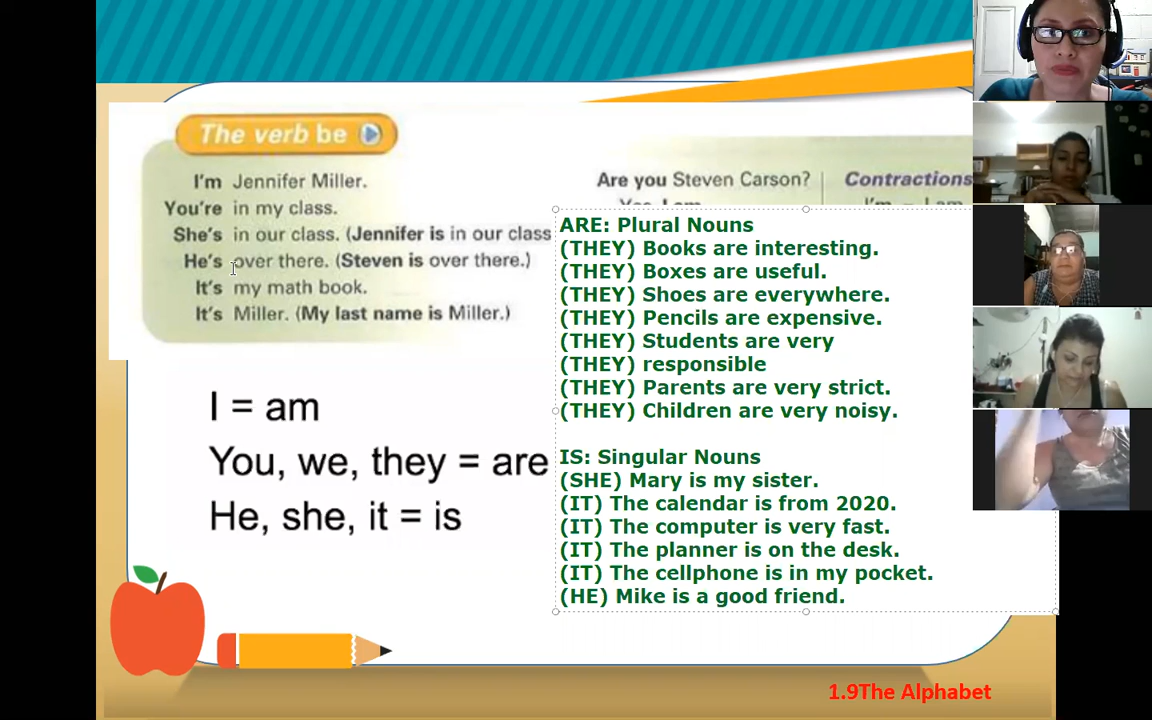 The verb be
I'm Jennifer Miller.
You're in my class.
She's in our class. (Jennifer is in our class
He's over there. (Steven is over there.)
It's my math book.
It's Miller. (My last name is Miller.)
Are you Steven Carson?
Contractions
ARE: Plural Nouns
(THEY) Books are interesting.
(THEY) Boxes are useful.
(THEY) Shoes are everywhere.
(THEY) Pencils are expensive.
(THEY) Students are very
(THEY) responsible
(THEY) Parents are very strict.
(THEY) Children are very noisy.
IS: Singular Nouns
(SHE) Mary is my sister.
(IT) The calendar is from 2020.
(IT) The computer is very fast.
(IT) The planner is on the desk.
(IT) The cellphone is in my pocket.
(HE) Mike is a good friend.
I = am
You, we, they = are
He, she, it = is
1.9The Alphabet